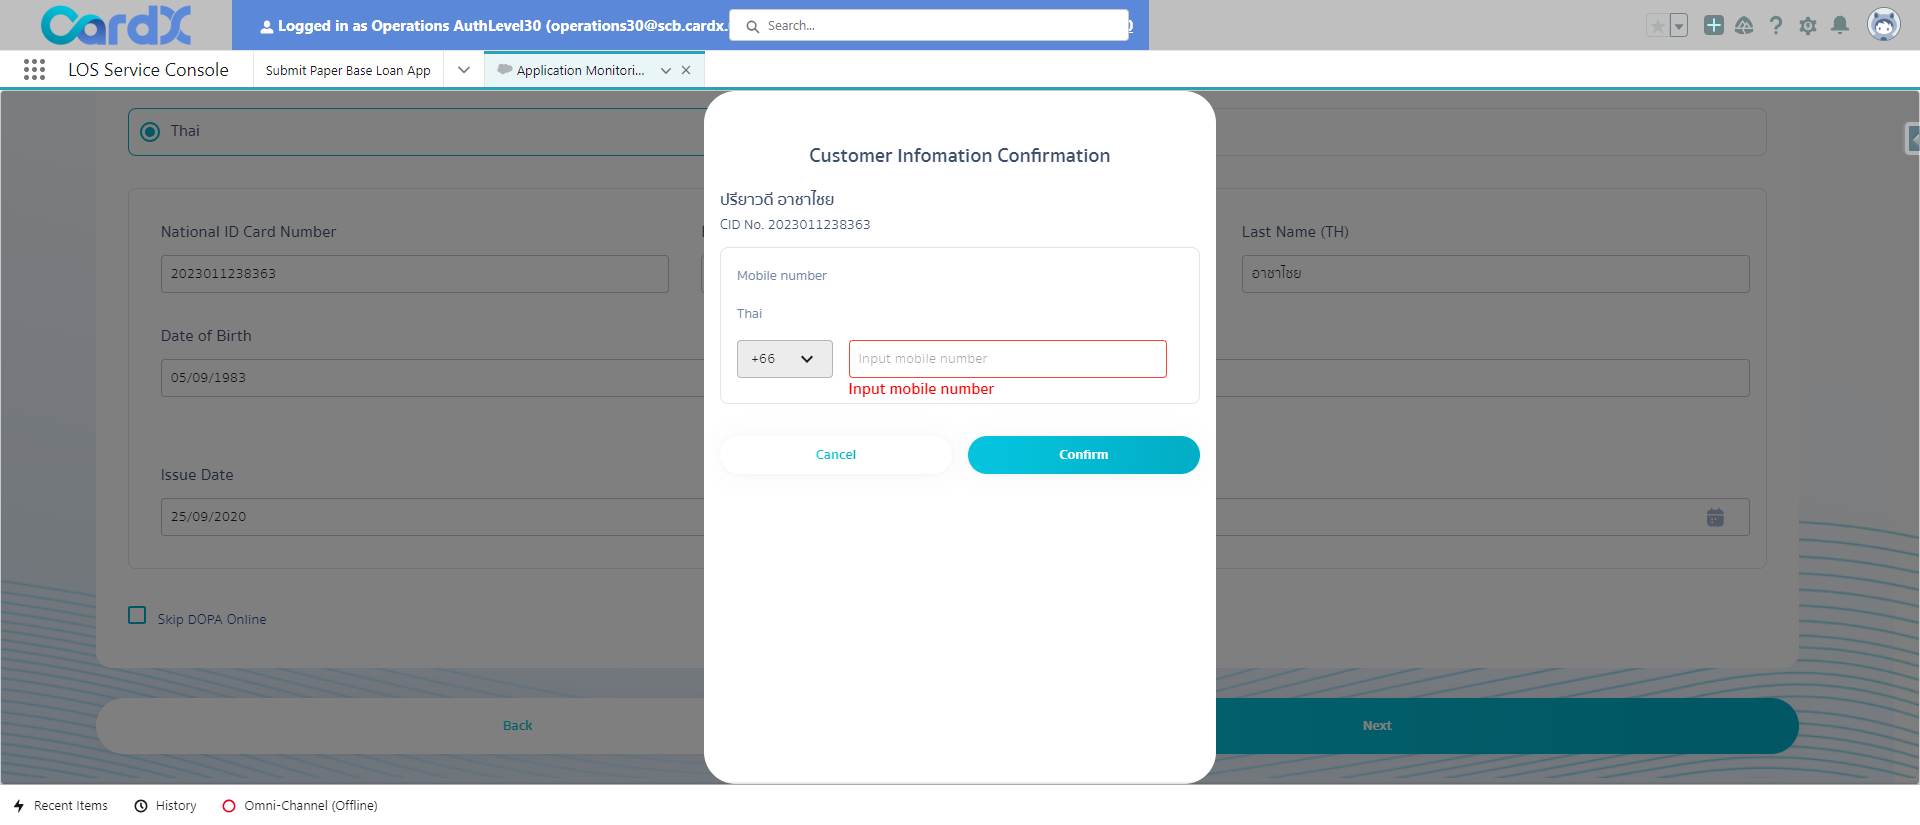 CardX
Logged in as Operations AuthLevel30 (operations30@scb.cardx.
Search...
LOS Service Console
Submit Paper Base Loan App
Application Monitori...
Thai
Customer Infomation Confirmation
ปรียาวดี อาชาไชย
CID No. 2023011238363
National ID Card Number
Last Name (TH)
2023011238363
อาชาไชย
Mobile number
Thai
Date of Birth
+66
Input mobile number
05/09/1983
Input mobile number
Cancel
Confirm
Issue Date
25/09/2020
Skip DOPA Online
Back
Next
Recent Items
History
Omni-Channel (Offline)